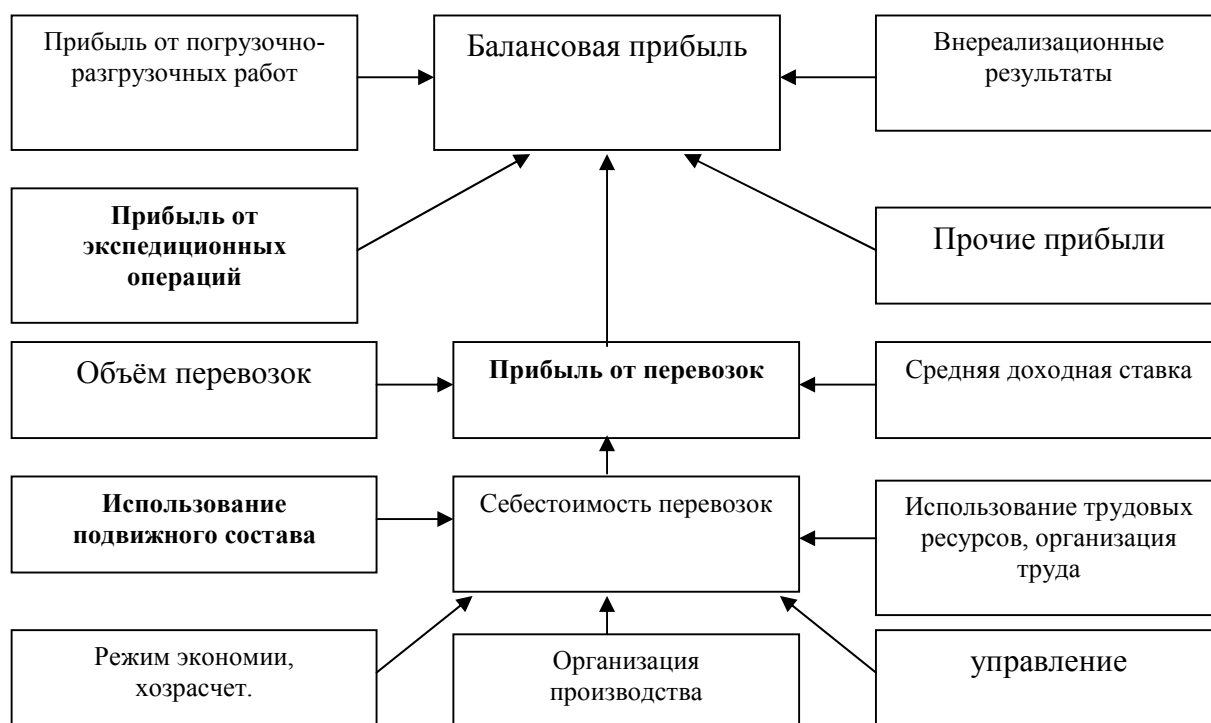 Прибыль от погрузочно-
разгрузочных работ
Балансовая прибыль
Внереализационные
результаты
Прибыль от
экспедиционных
операций
Прочие прибыли
Объём перевозок
Прибыль от перевозок
Средняя доходная ставка
Использование
подвижного состава
Себестоимость перевозок
Использование трудовых
ресурсов, организация
труда
Режим экономии,
хозрасчет.
Организация
производства
управление